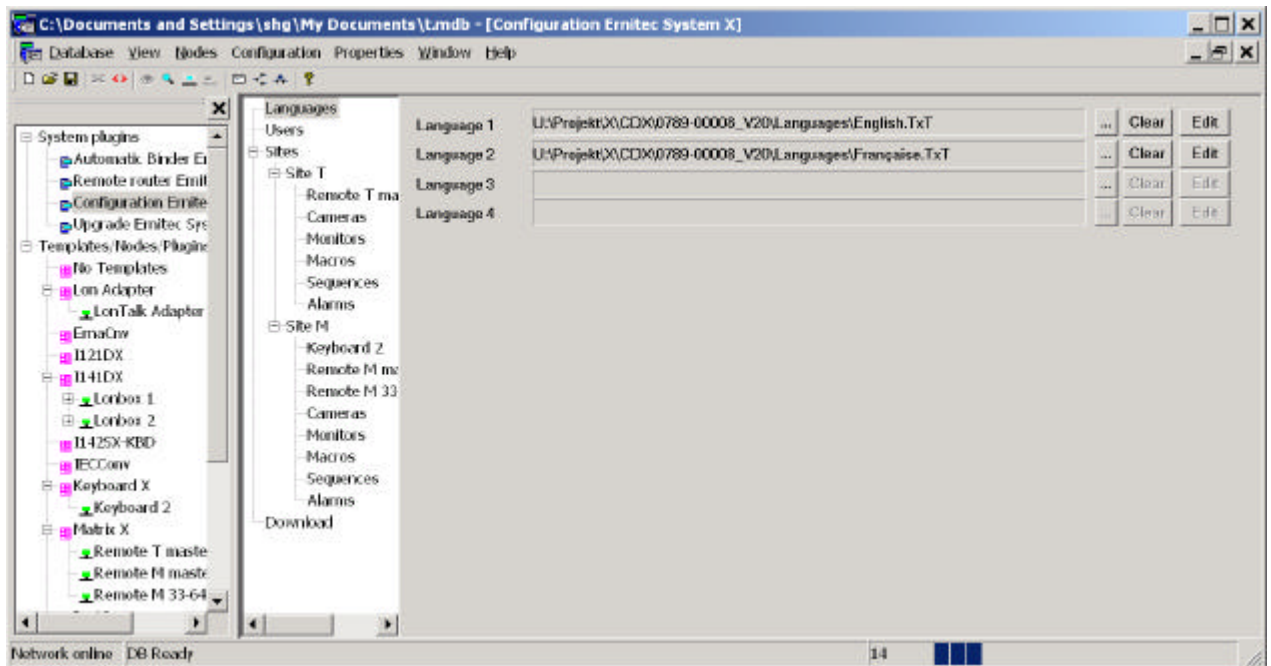 C:\Documents and Settings\shg\My Documents\t.mdb - [Configuration Ernitec System X]
Database View Nodes Configuration Properties Window Help
System plugins
Automatic Binder Er
Remote router Ernit
Configuration Ernite
Upgrade Ernitec Sys
Templates/Nodes/Plugins
No Templates
Lon Adapter
LonTalk Adapter
ErnaCnv
I121DX
I141DX
Lonbox 1
Lonbox 2
I142SX-KBD
IECConv
Keyboard X
Keyboard 2
Matrix X
Remote T maste
Remote M maste
Remote M 33-64
Languages
Users
Sites
Site T
Remote T ma
Cameras
Monitors
Macros
Sequences
Alarms
Site M
Keyboard 2
Remote M ma
Remote M 33
Cameras
Monitors
Macros
Sequences
Alarms
Download
Language 1 U:\Projekt\X\CDX\0789-00008_V20\Languages\English.TxT ... Clear Edit
Language 2 U:\Projekt\X\CDX\0789-00008_V20\Languages\Française.TxT ... Clear Edit
Language 3 ... Clear Edit
Language 4 ... Clear Edit
Network online DB Ready 14